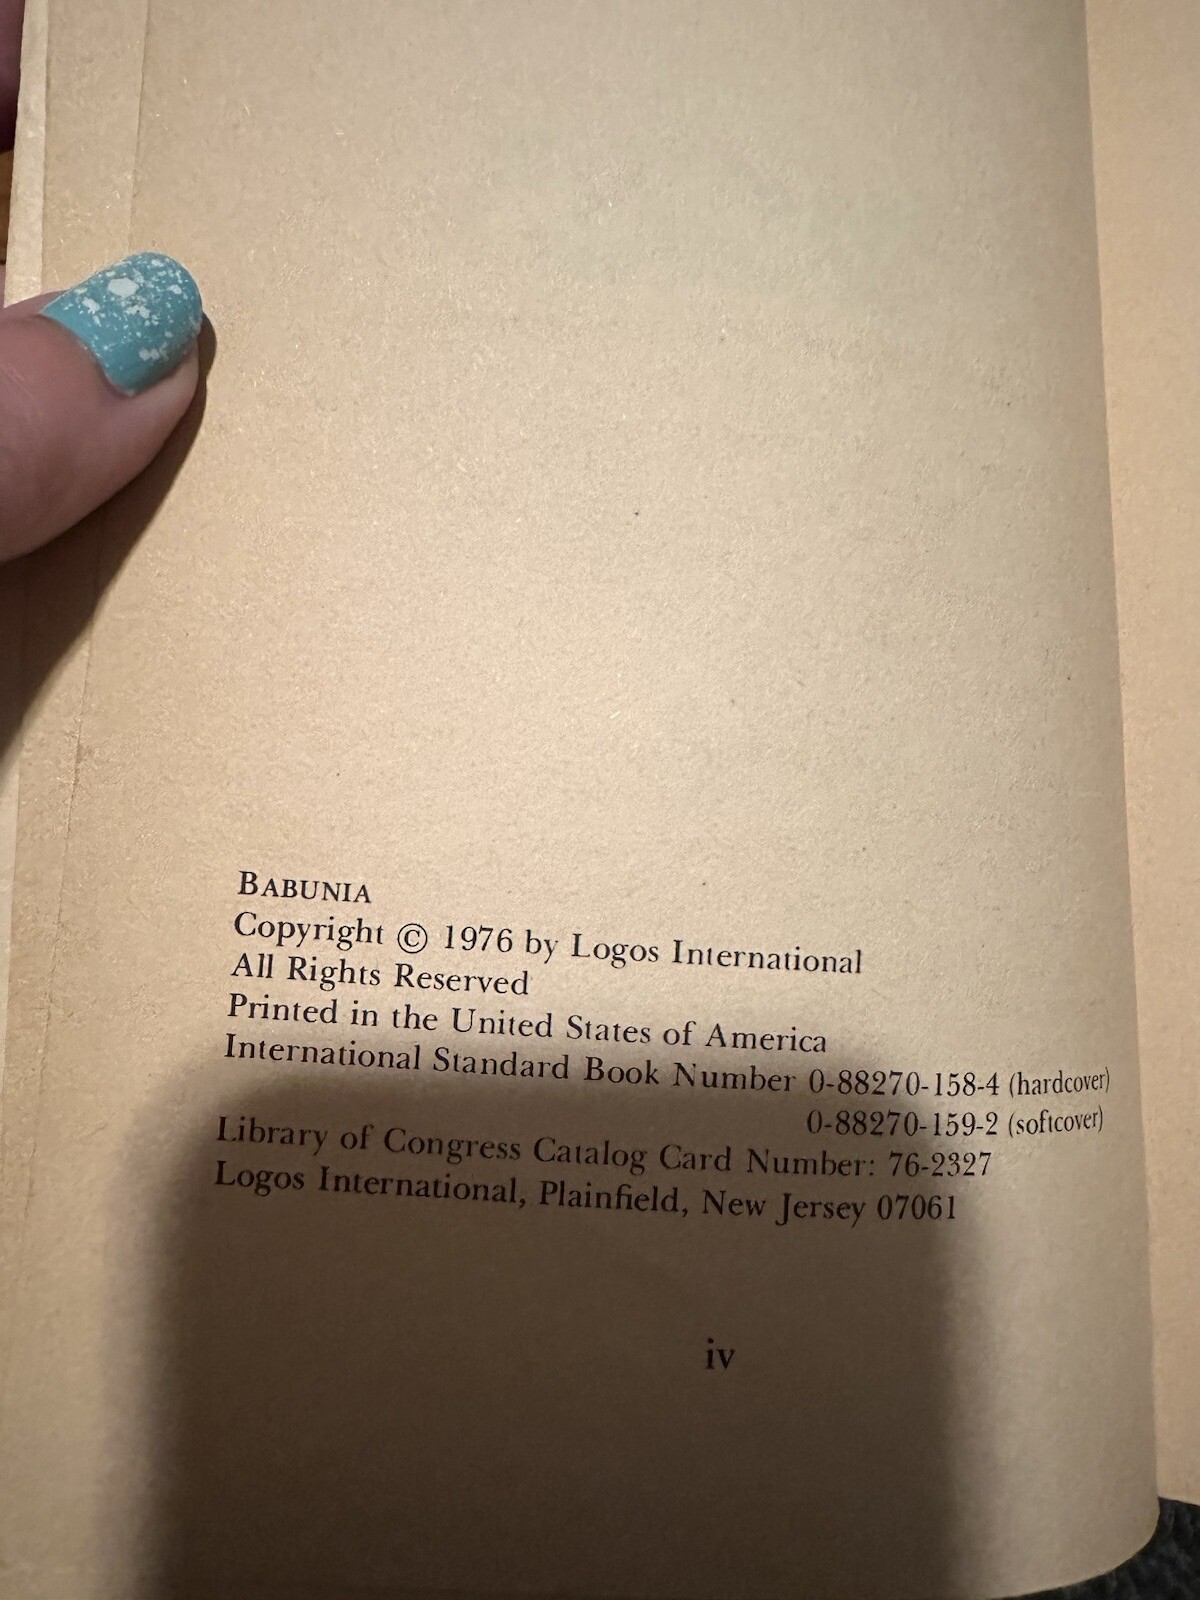 BABUNIA
Copyright © 1976 by Logos International
All Rights Reserved
Printed in the United States of America
International Standard Book Number 0-88270-158-4 (hardcover)
0-88270-159-2 (softcover)
Library of Congress Catalog Card Number: 76-2327
Logos International, Plainfield, New Jersey 07061
iv